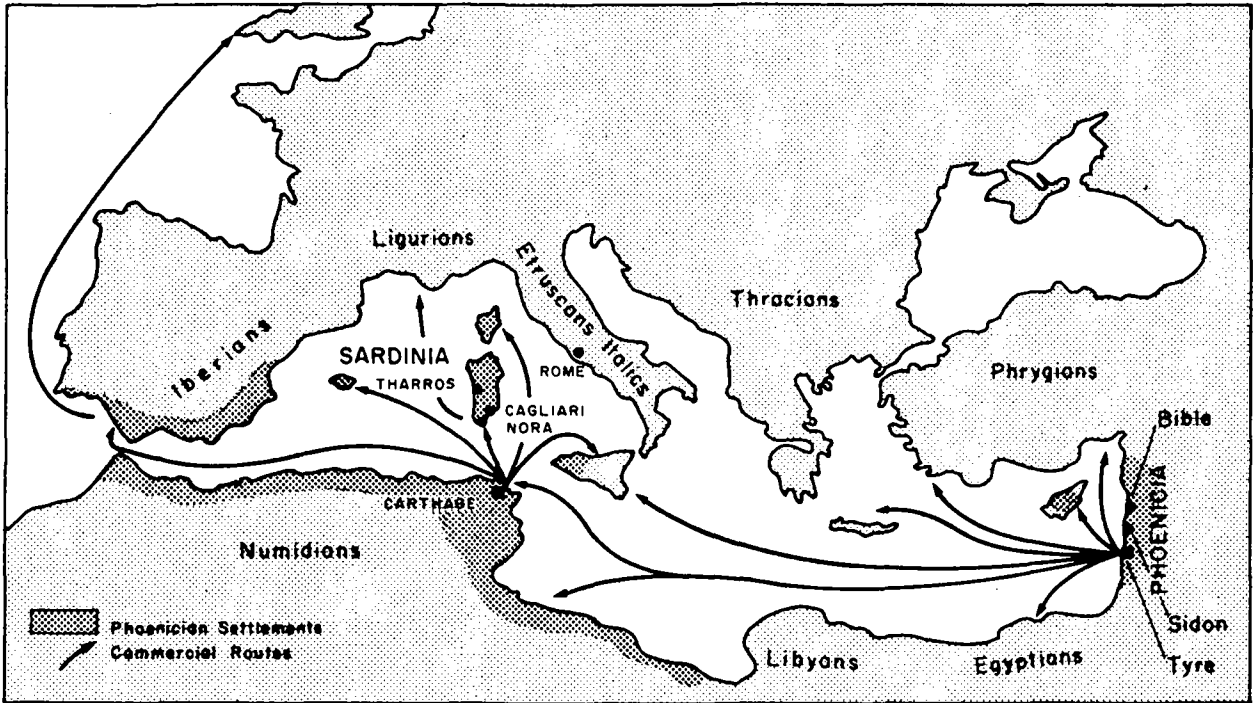 Ligurians
Etruscans Italics
Thracians
Iberians
SARDINIA
THARROS
ROME
Phrygians
CAGLIARI
NORA
Bible
CARTHABE
PHOENICIA
Numidians
Phoenician Settlements
Commercial Routes
Libyans
Egyptians
Sidon
Tyre